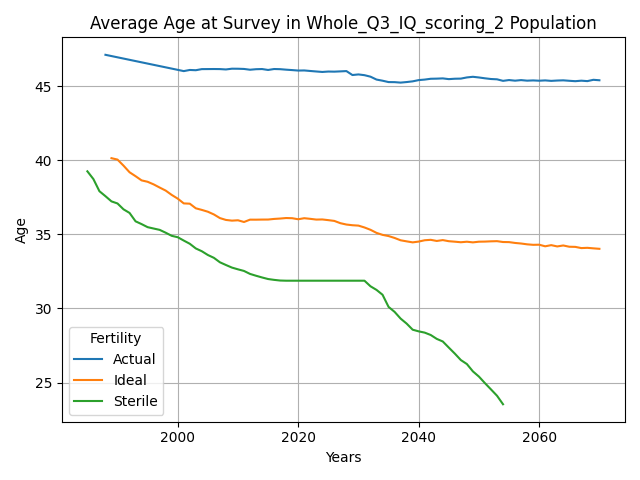 Average Age at Survey in Whole_Q3_IQ_scoring_2 Population
Age
45
40
35
30
25
Fertility
Actual
Ideal
Sterile
2000
2020
2040
2060
Years